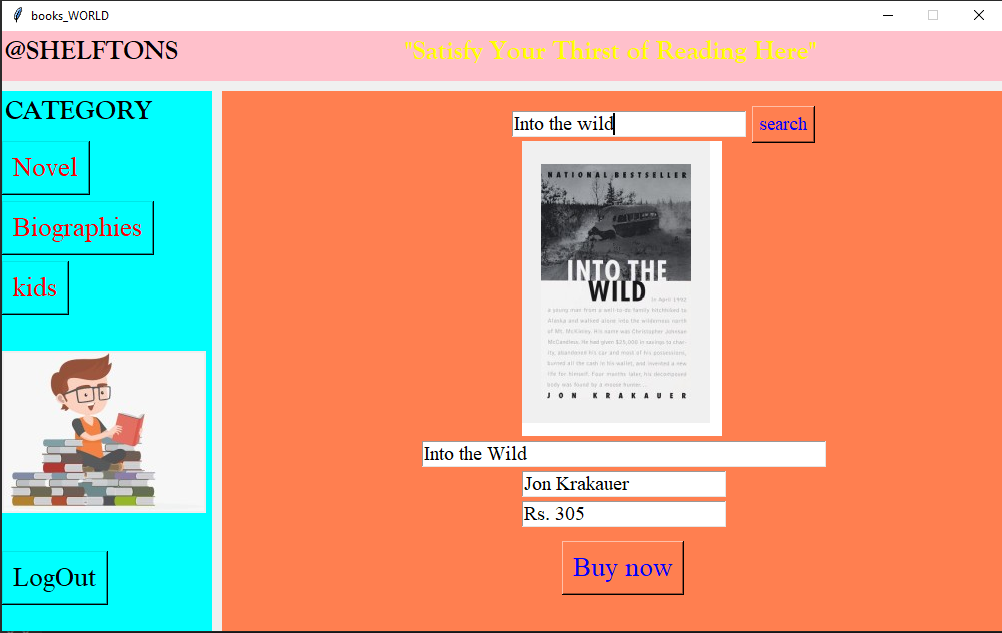 books_WORLD
@SHELFTONS
"Satisfy Your Thirst of Reading Here"
CATEGORY
Novel
Biographies
kids
LogOut
Into the wild
search
NATIONAL BESTSELLER
INTO THE
WILD
In April 1992
a young man from a well-to-do family hitchhiked to
Alaska and walked alone into the wilderness north
of Mt. McKinley. His name was Christopher Johnson
McCandless. He had given $25,000 in savings to char-
ity, abandoned his car and most of his possessions,
burned all the cash in his wallet, and invented a new
life for himself. Four months later, his decomposed
body was found by a moose hunter...
JON KRAKAUER
Into the Wild
Jon Krakauer
Rs. 305
Buy now